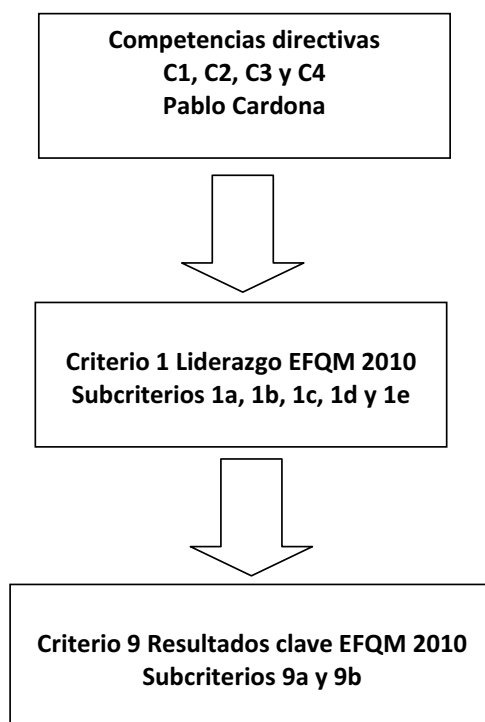 Competencias directivas
C1, C2, C3 y C4
Pablo Cardona
Criterio 1 Liderazgo EFQM 2010
Subcriterios 1a, 1b, 1c, 1d y 1e
Criterio 9 Resultados clave EFQM 2010
Subcriterios 9a y 9b